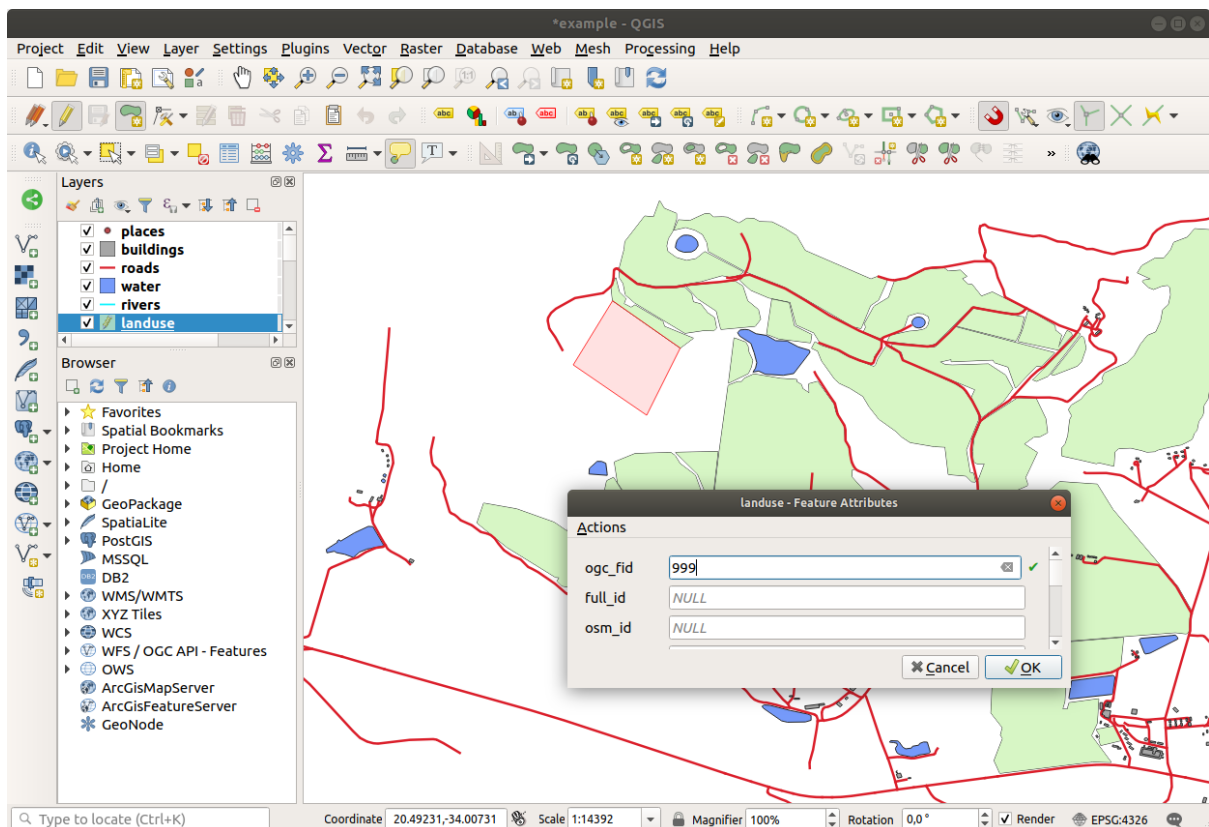 *example - QGIS
Project Edit View Layer Settings Plugins Vector Raster Database Web Mesh Processing Help
Layers
places
buildings
roads
water
rivers
landuse
Browser
Favorites
Spatial Bookmarks
Project Home
Home
/
GeoPackage
SpatiaLite
PostGIS
MSSQL
DB2
WMS/WMTS
XYZ Tiles
WCS
WFS / OGC API - Features
OWS
ArcGisMapServer
ArcGisFeatureServer
GeoNode
landuse - Feature Attributes
Actions
ogc_fid 999
full_id NULL
osm_id NULL
Cancel OK
Type to locate (Ctrl+K) Coordinate 20.49231,-34.00731 Scale 1:14392 Magnifier 100% Rotation 0,0 ° Render EPSG:4326